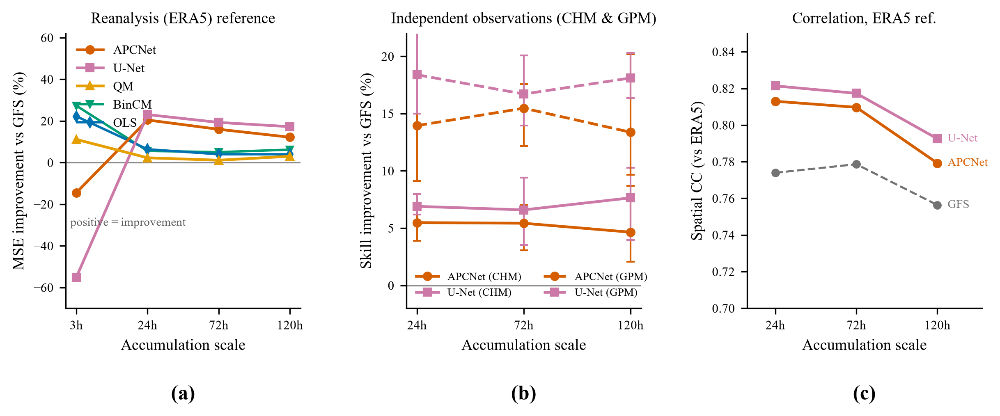 Reanalysis (ERA5) reference
MSE improvement vs GFS (%)
60
40
20
0
−20
−40
−60
APCNet
U-Net
QM
BinCM
OLS
positive = improvement
3h
24h
72h
120h
Accumulation scale
(a)
Independent observations (CHM & GPM)
Skill improvement vs GFS (%)
20
15
10
5
0
APCNet (CHM)
APCNet (GPM)
U-Net (CHM)
U-Net (GPM)
24h
72h
120h
Accumulation scale
(b)
Correlation, ERA5 ref.
Spatial CC (vs ERA5)
0.84
0.82
0.80
0.78
0.76
0.74
0.72
0.70
U-Net
APCNet
GFS
24h
72h
120h
Accumulation scale
(c)